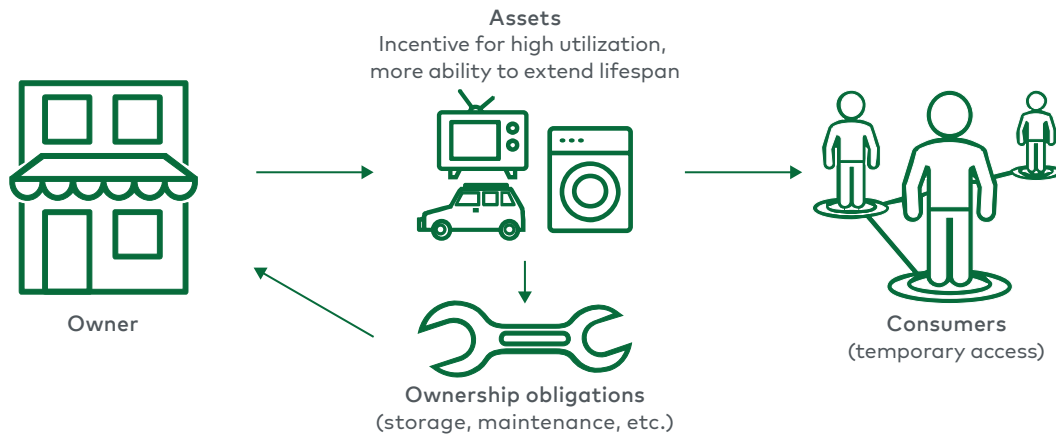 Assets
Incentive for high utilization,
more ability to extend lifespan
Owner
Ownership obligations
(storage, maintenance, etc.)
Consumers
(temporary access)